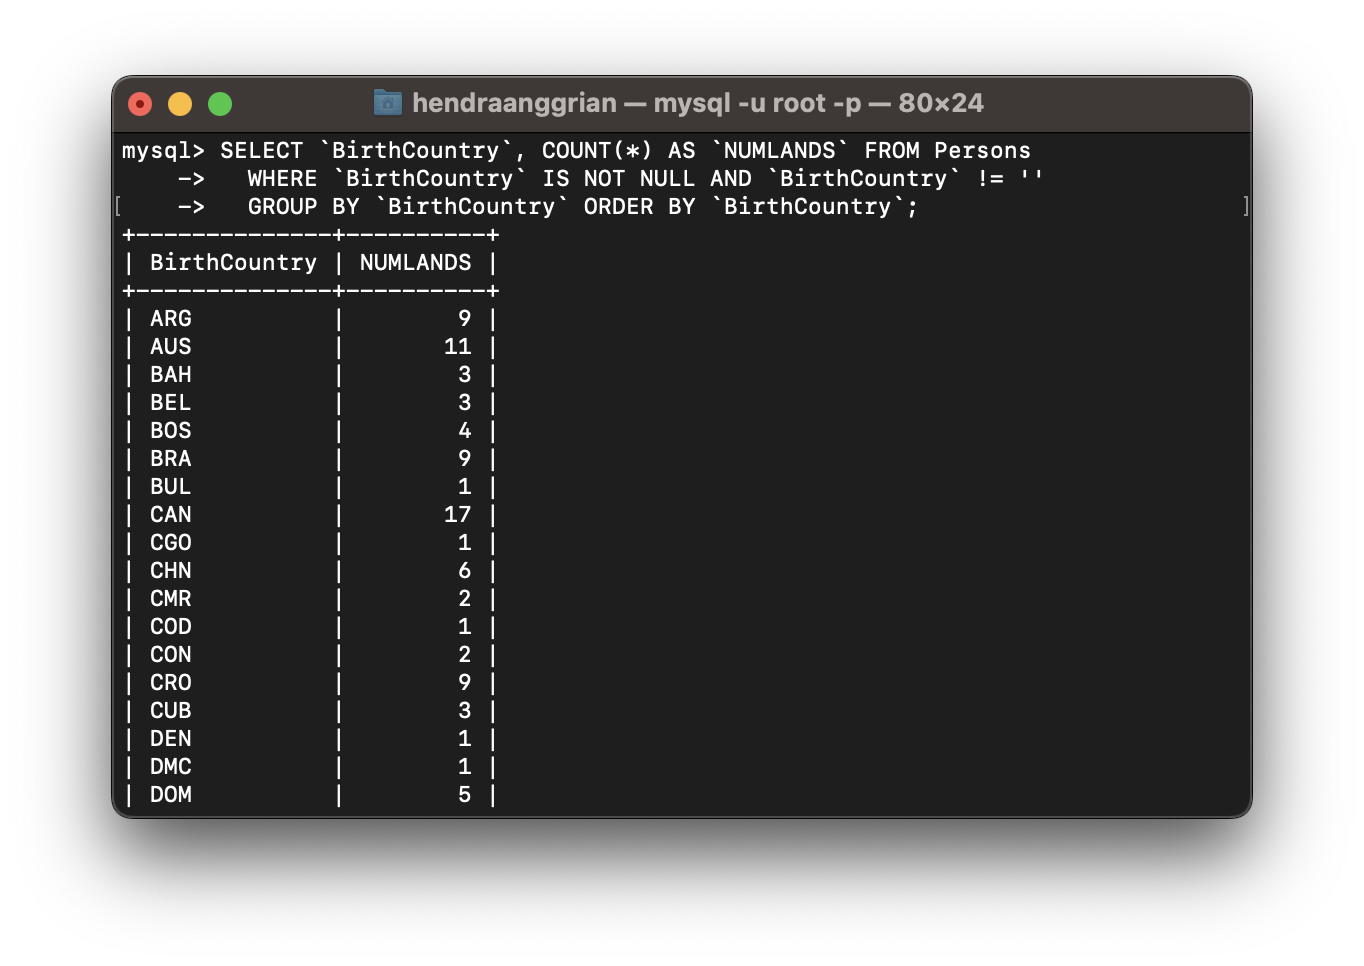 hendraanggrian — mysql -u root -p — 80×24
mysql> SELECT `BirthCountry`, COUNT(*) AS `NUMLANDS` FROM Persons
    ->   WHERE `BirthCountry` IS NOT NULL AND `BirthCountry` != ''
[    ->   GROUP BY `BirthCountry` ORDER BY `BirthCountry`; ]
+--------------+----------+
| BirthCountry | NUMLANDS |
+--------------+----------+
| ARG          |        9 |
| AUS          |       11 |
| BAH          |        3 |
| BEL          |        3 |
| BOS          |        4 |
| BRA          |        9 |
| BUL          |        1 |
| CAN          |       17 |
| CGO          |        1 |
| CHN          |        6 |
| CMR          |        2 |
| COD          |        1 |
| CON          |        2 |
| CRO          |        9 |
| CUB          |        3 |
| DEN          |        1 |
| DMC          |        1 |
| DOM          |        5 |